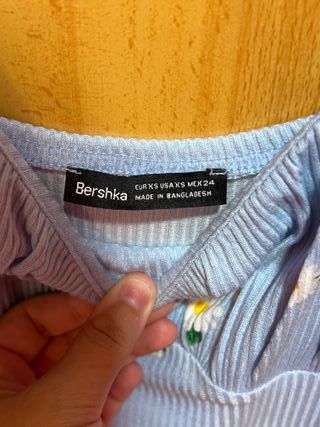 Bershka
EUR XS USA XS MEX 24
MADE IN BANGLADESH